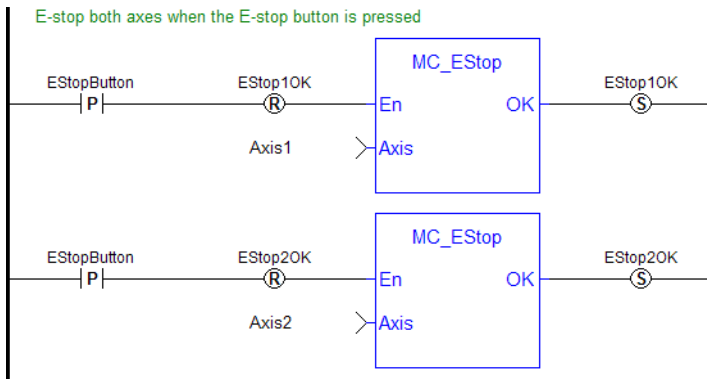 E-stop both axes when the E-stop button is pressed
MC_EStop
EStopButton EStop1OK EStop1OK
P R En OK S
Axis1 Axis
MC_EStop
EStopButton EStop2OK EStop2OK
P R En OK S
Axis2 Axis